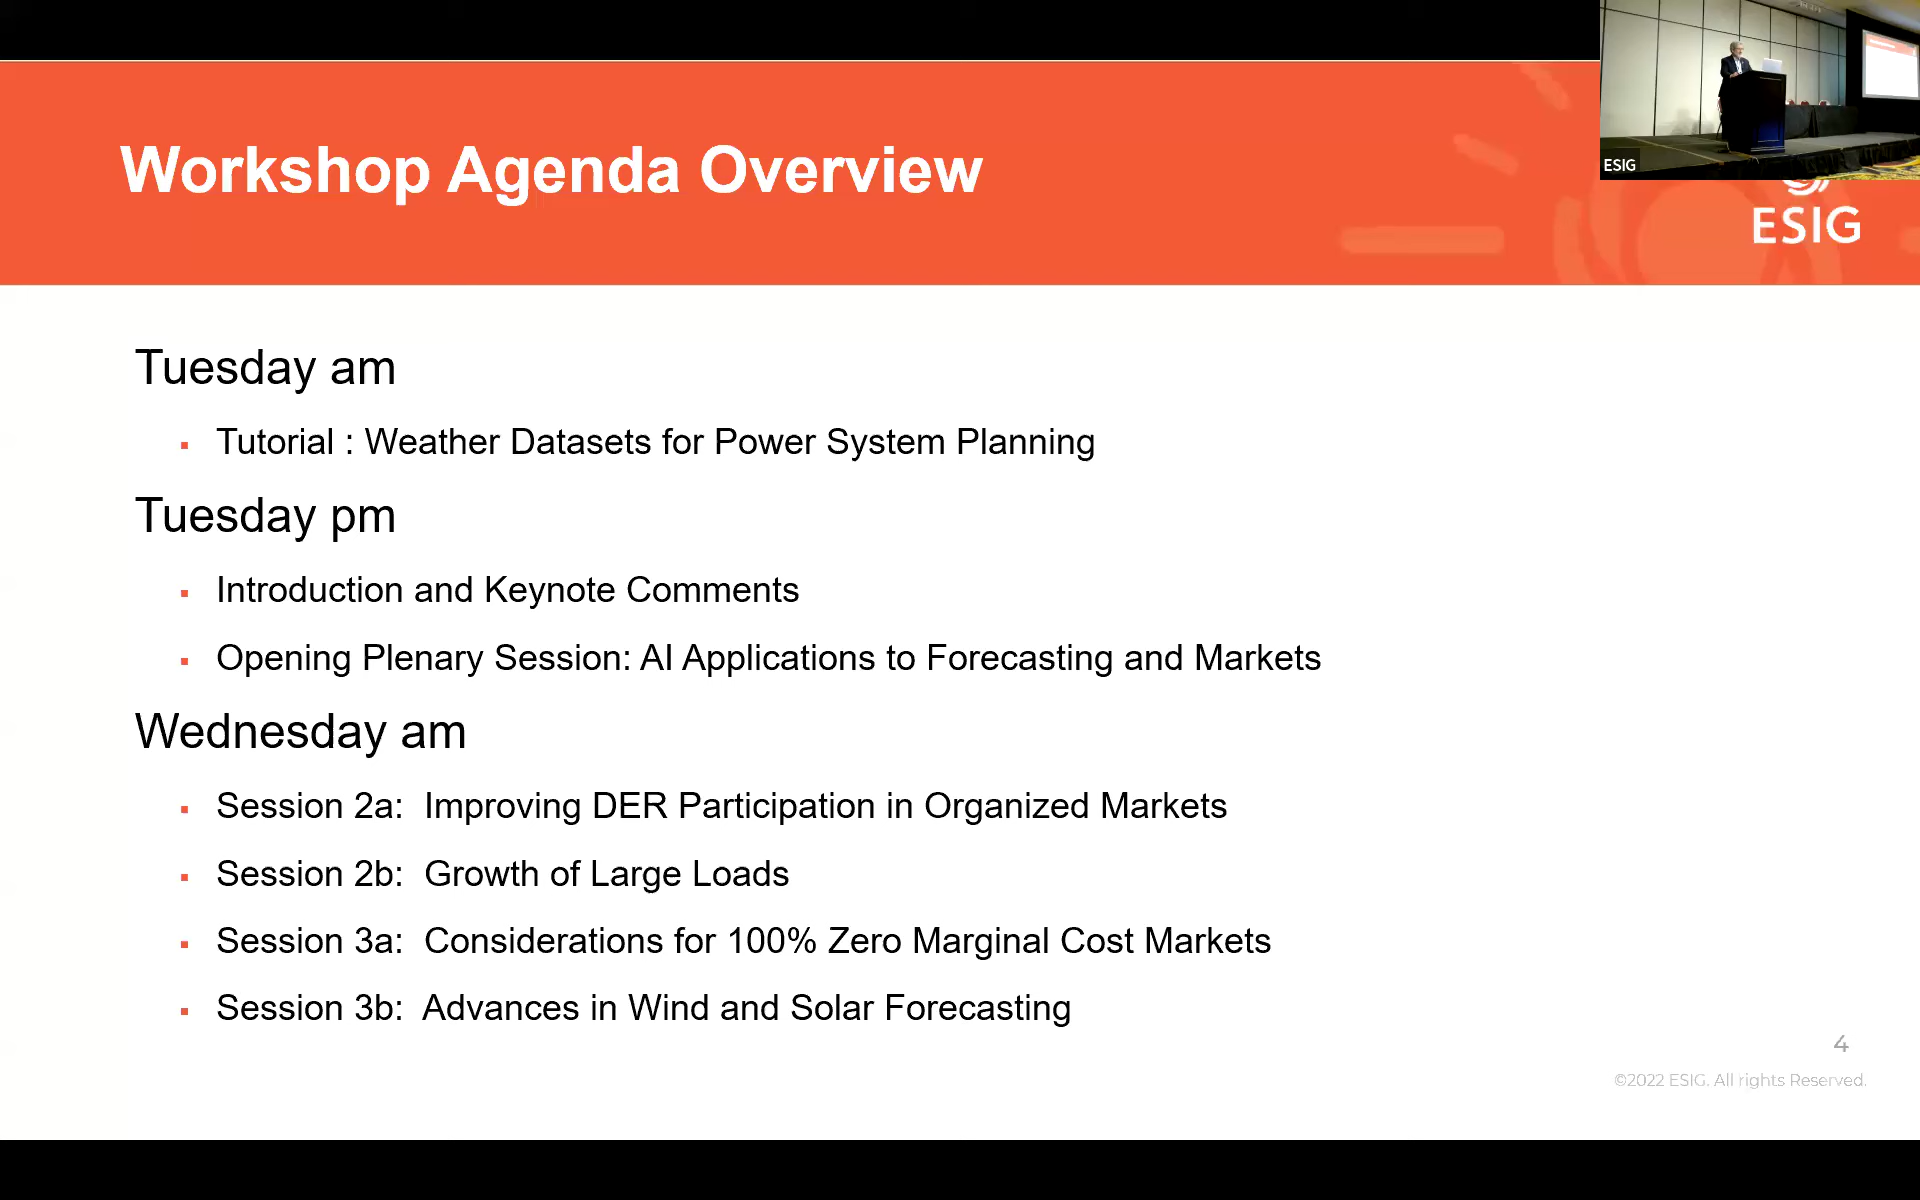 ESIG
Workshop Agenda Overview
ESIG
Tuesday am
▪ Tutorial : Weather Datasets for Power System Planning
Tuesday pm
▪ Introduction and Keynote Comments
▪ Opening Plenary Session: AI Applications to Forecasting and Markets
Wednesday am
▪ Session 2a:  Improving DER Participation in Organized Markets
▪ Session 2b:  Growth of Large Loads
▪ Session 3a:  Considerations for 100% Zero Marginal Cost Markets
▪ Session 3b:  Advances in Wind and Solar Forecasting
4
©2022 ESIG. All rights Reserved.